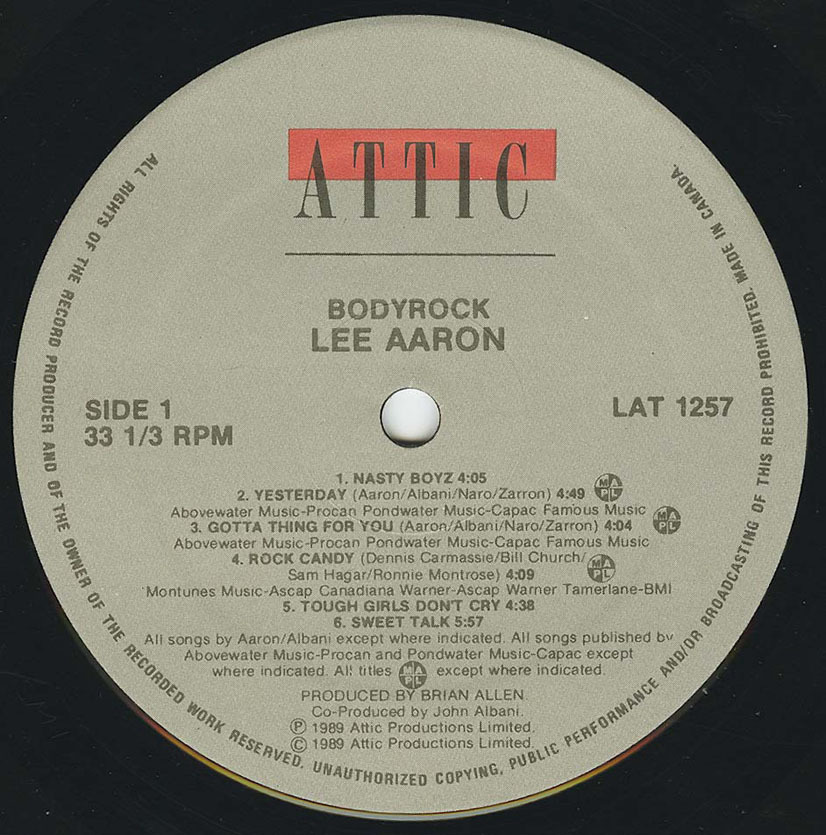 ATTIC
BODYROCK
LEE AARON
SIDE 1
33 1/3 RPM
LAT 1257
1. NASTY BOYZ 4:05
2. YESTERDAY (Aaron/Albani/Naro/Zarron) 4:49 MAPL
Abovewater Music-Procan Pondwater Music-Capac Famous Music
3. GOTTA THING FOR YOU (Aaron/Albani/Naro/Zarron) 4:04 MAPL
Abovewater Music-Procan Pondwater Music-Capac Famous Music
4. ROCK CANDY (Dennis Carmassie/Bill Church/ MAPL
Sam Hagar/Ronnie Montrose) 4:09
Montunes Music-Ascap Canadiana Warner-Ascap Warner Tamerlane-BMI
5. TOUGH GIRLS DON'T CRY 4:38
6. SWEET TALK 5:57
All songs by Aaron/Albani except where indicated. All songs published by
Abovewater Music-Procan and Pondwater Music-Capac except
where indicated. All titles MAPL except where indicated.
PRODUCED BY BRIAN ALLEN.
Co-Produced by John Albani.
Ⓟ 1989 Attic Productions Limited.
© 1989 Attic Productions Limited.
ALL RIGHTS OF THE RECORD PRODUCER AND OF THE OWNER OF THE RECORDED WORK RESERVED. UNAUTHORIZED COPYING, PUBLIC PERFORMANCE AND/OR BROADCASTING OF THIS RECORD PROHIBITED. MADE IN CANADA.